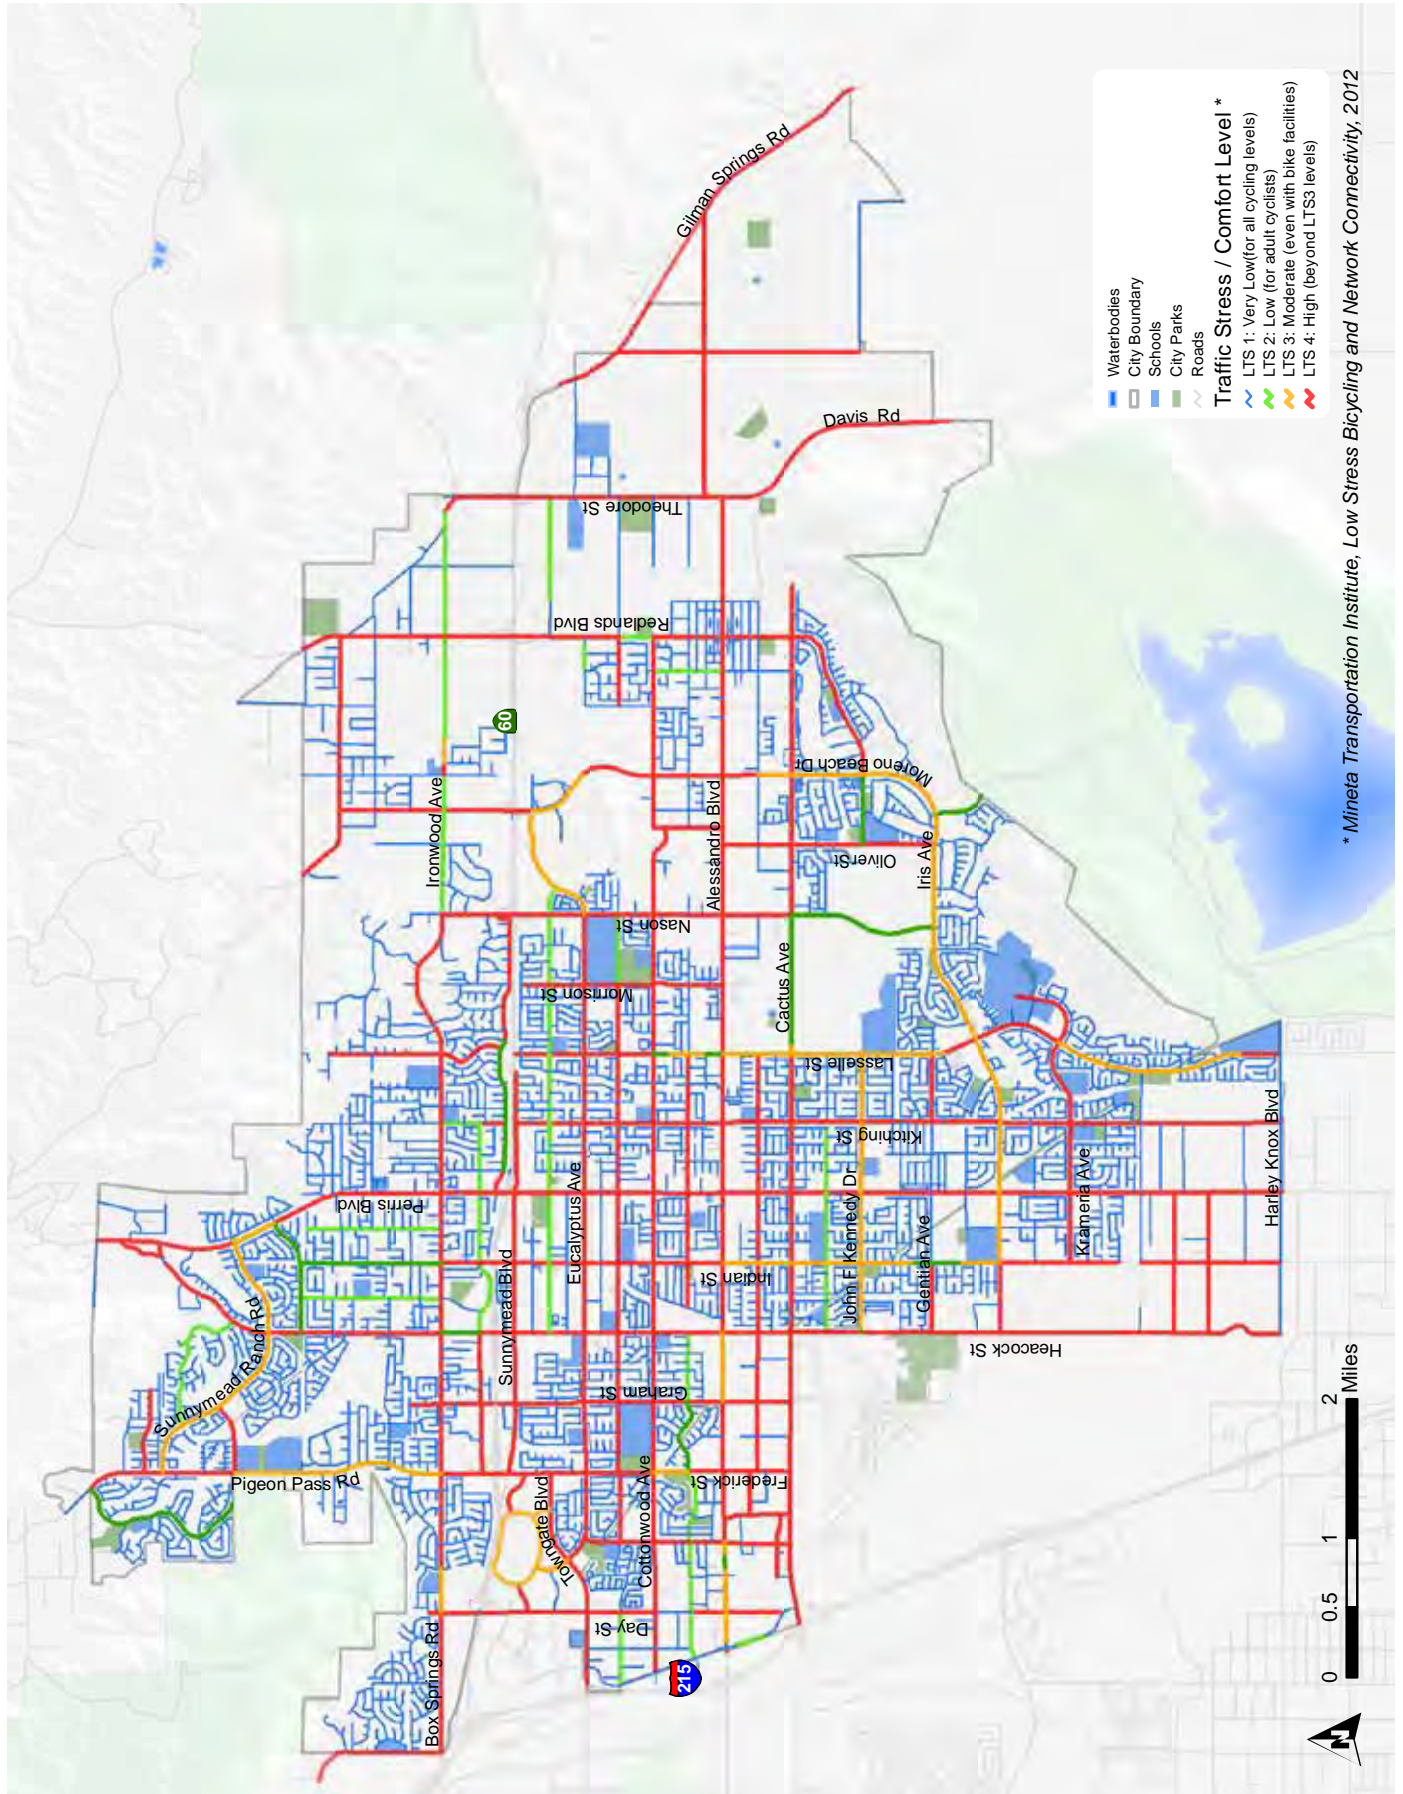 Gilman Springs Rd
Davis Rd
Theodore St
Redlands Blvd
60
Moreno Beach Dr
Ironwood Ave
Alessandro Blvd
Oliver St
Iris Ave
Nason St
Morrison St
Cactus Ave
Lasselle St
Kitching St
Perris Blvd
Eucalyptus Ave
John F Kennedy Dr
Gentian Ave
Krameria Ave
Harley Knox Blvd
Indian St
Sunnymead Blvd
Sunnymead Ranch Rd
Heacock St
Graham St
Pigeon Pass Rd
Frederick St
Towngate Blvd
Cottonwood Ave
Day St
Box Springs Rd
215
Waterbodies
City Boundary
Schools
City Parks
Roads
Traffic Stress / Comfort Level *
LTS 1: Very Low(for all cycling levels)
LTS 2: Low (for adult cyclists)
LTS 3: Moderate (even with bike facilities)
LTS 4: High (beyond LTS3 levels)
* Mineta Transportation Institute, Low Stress Bicycling and Network Connectivity, 2012
N
0 0.5 1 2
Miles